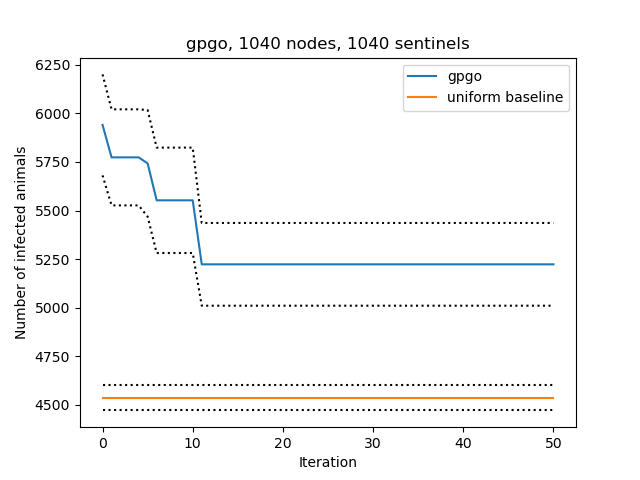 gpgo, 1040 nodes, 1040 sentinels
gpgo
uniform baseline
Number of infected animals
6250
6000
5750
5500
5250
5000
4750
4500
0 10 20 30 40 50
Iteration